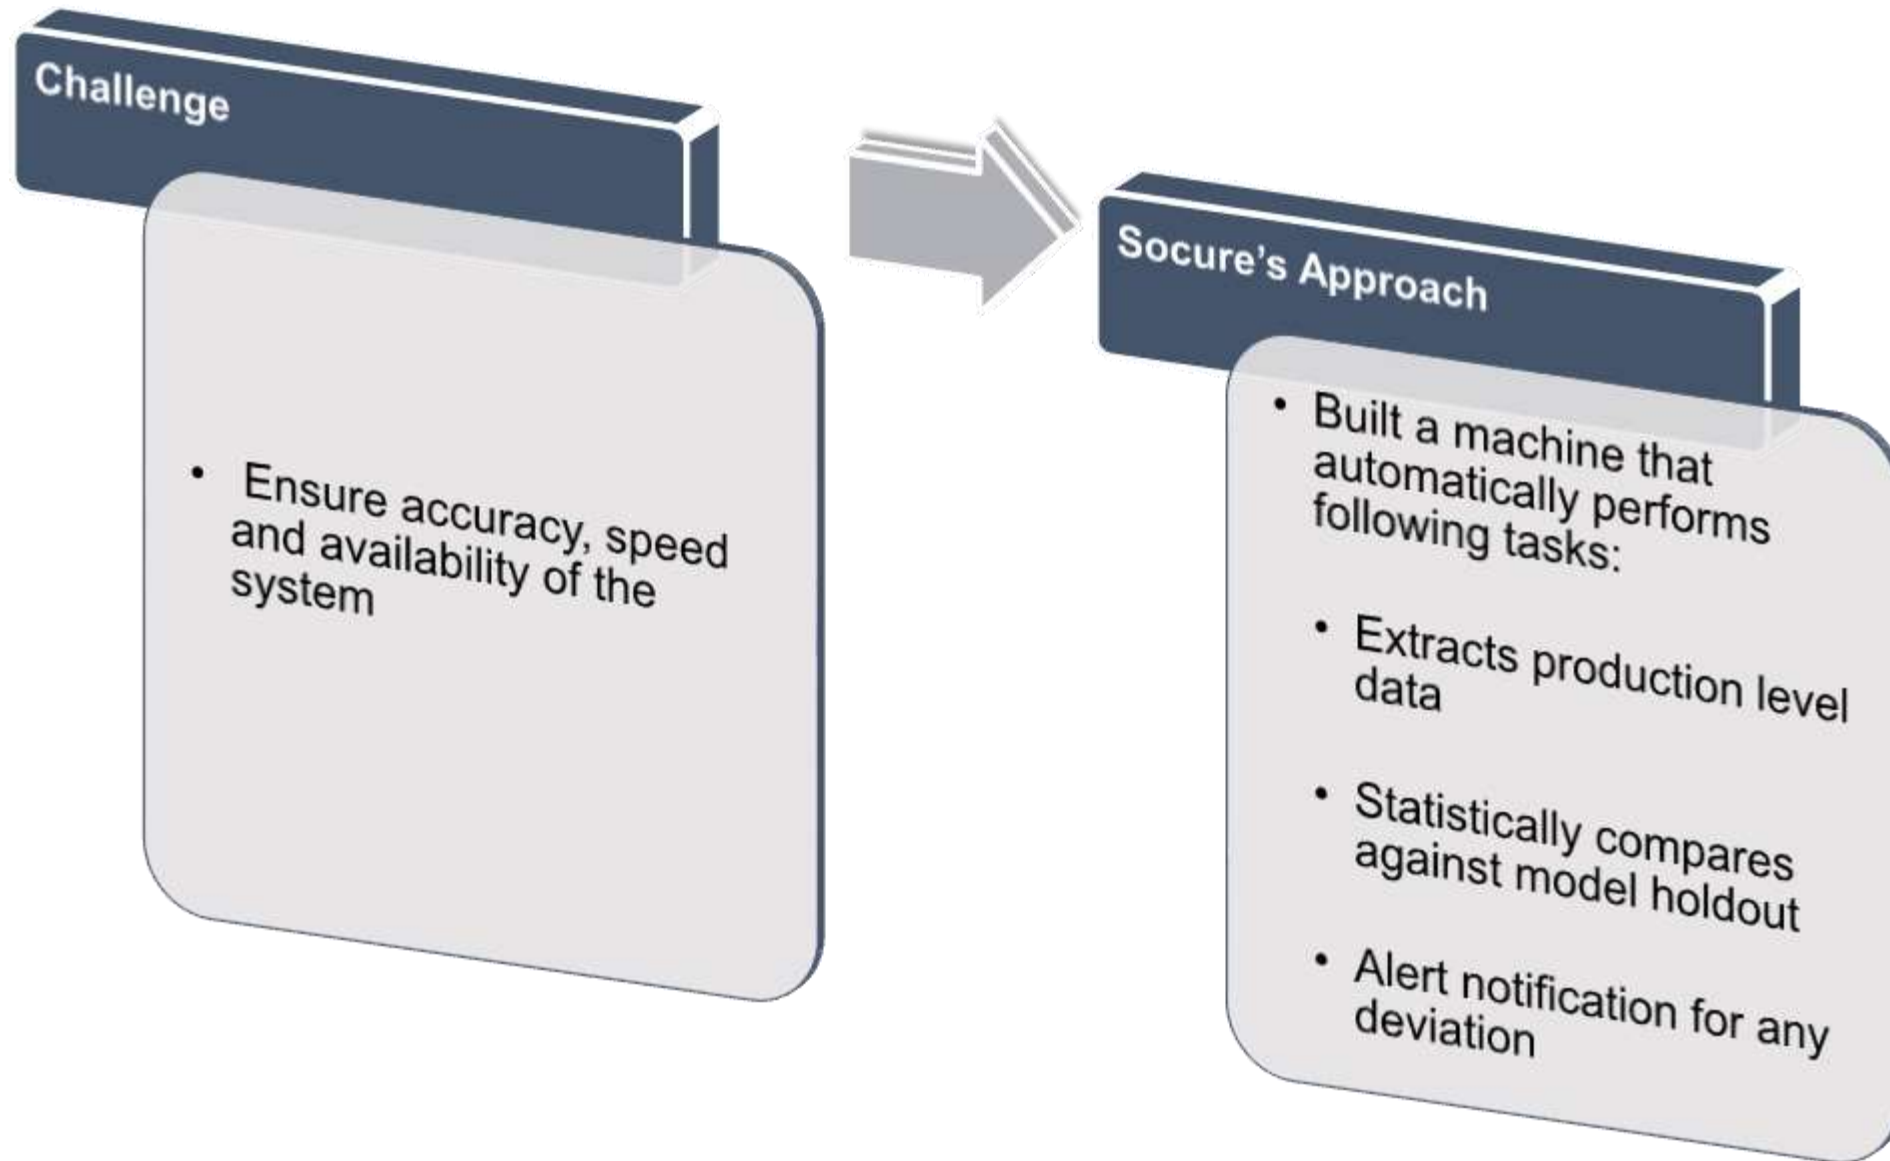 Challenge
• Ensure accuracy, speed
and availability of the
system
Socure’s Approach
• Built a machine that
automatically performs
following tasks:
• Extracts production level
data
• Statistically compares
against model holdout
• Alert notification for any
deviation